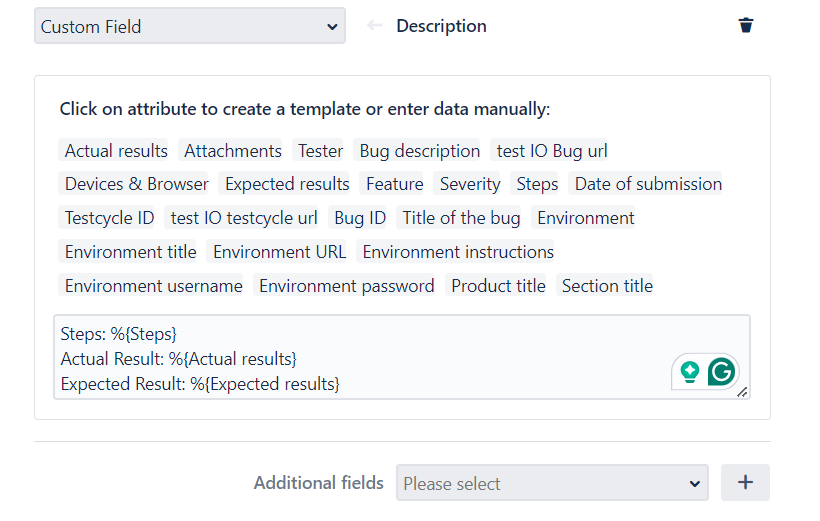 Custom Field Description
Click on attribute to create a template or enter data manually:
Actual results Attachments Tester Bug description test IO Bug url
Devices & Browser Expected results Feature Severity Steps Date of submission
Testcycle ID test IO testcycle url Bug ID Title of the bug Environment
Environment title Environment URL Environment instructions
Environment username Environment password Product title Section title
Steps: %{Steps}
Actual Result: %{Actual results}
Expected Result: %{Expected results}
Additional fields Please select +